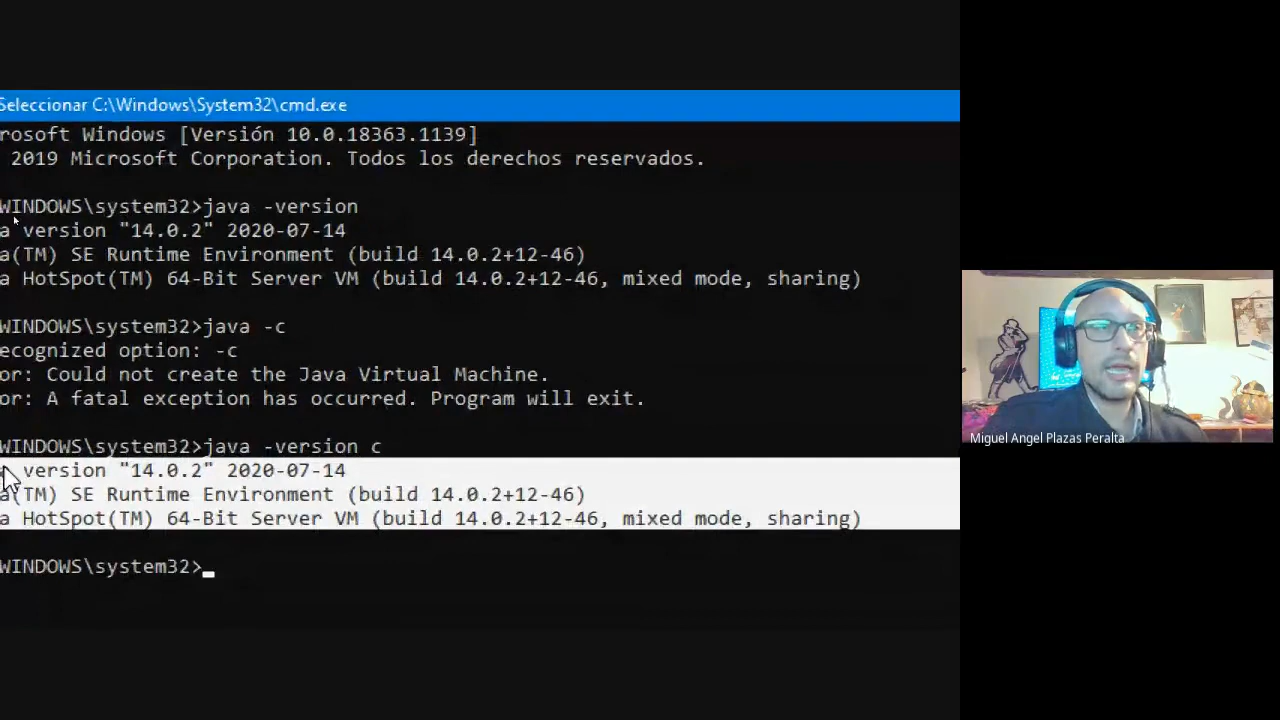 Seleccionar C:\Windows\System32\cmd.exe
rosoft Windows [Versión 10.0.18363.1139]
2019 Microsoft Corporation. Todos los derechos reservados.
WINDOWS\system32>java -version
a version "14.0.2" 2020-07-14
a(TM) SE Runtime Environment (build 14.0.2+12-46)
a HotSpot(TM) 64-Bit Server VM (build 14.0.2+12-46, mixed mode, sharing)
WINDOWS\system32>java -c
ecognized option: -c
or: Could not create the Java Virtual Machine.
or: A fatal exception has occurred. Program will exit.
WINDOWS\system32>java -version c
a version "14.0.2" 2020-07-14
a(TM) SE Runtime Environment (build 14.0.2+12-46)
a HotSpot(TM) 64-Bit Server VM (build 14.0.2+12-46, mixed mode, sharing)
WINDOWS\system32>
Miguel Angel Plazas Peralta